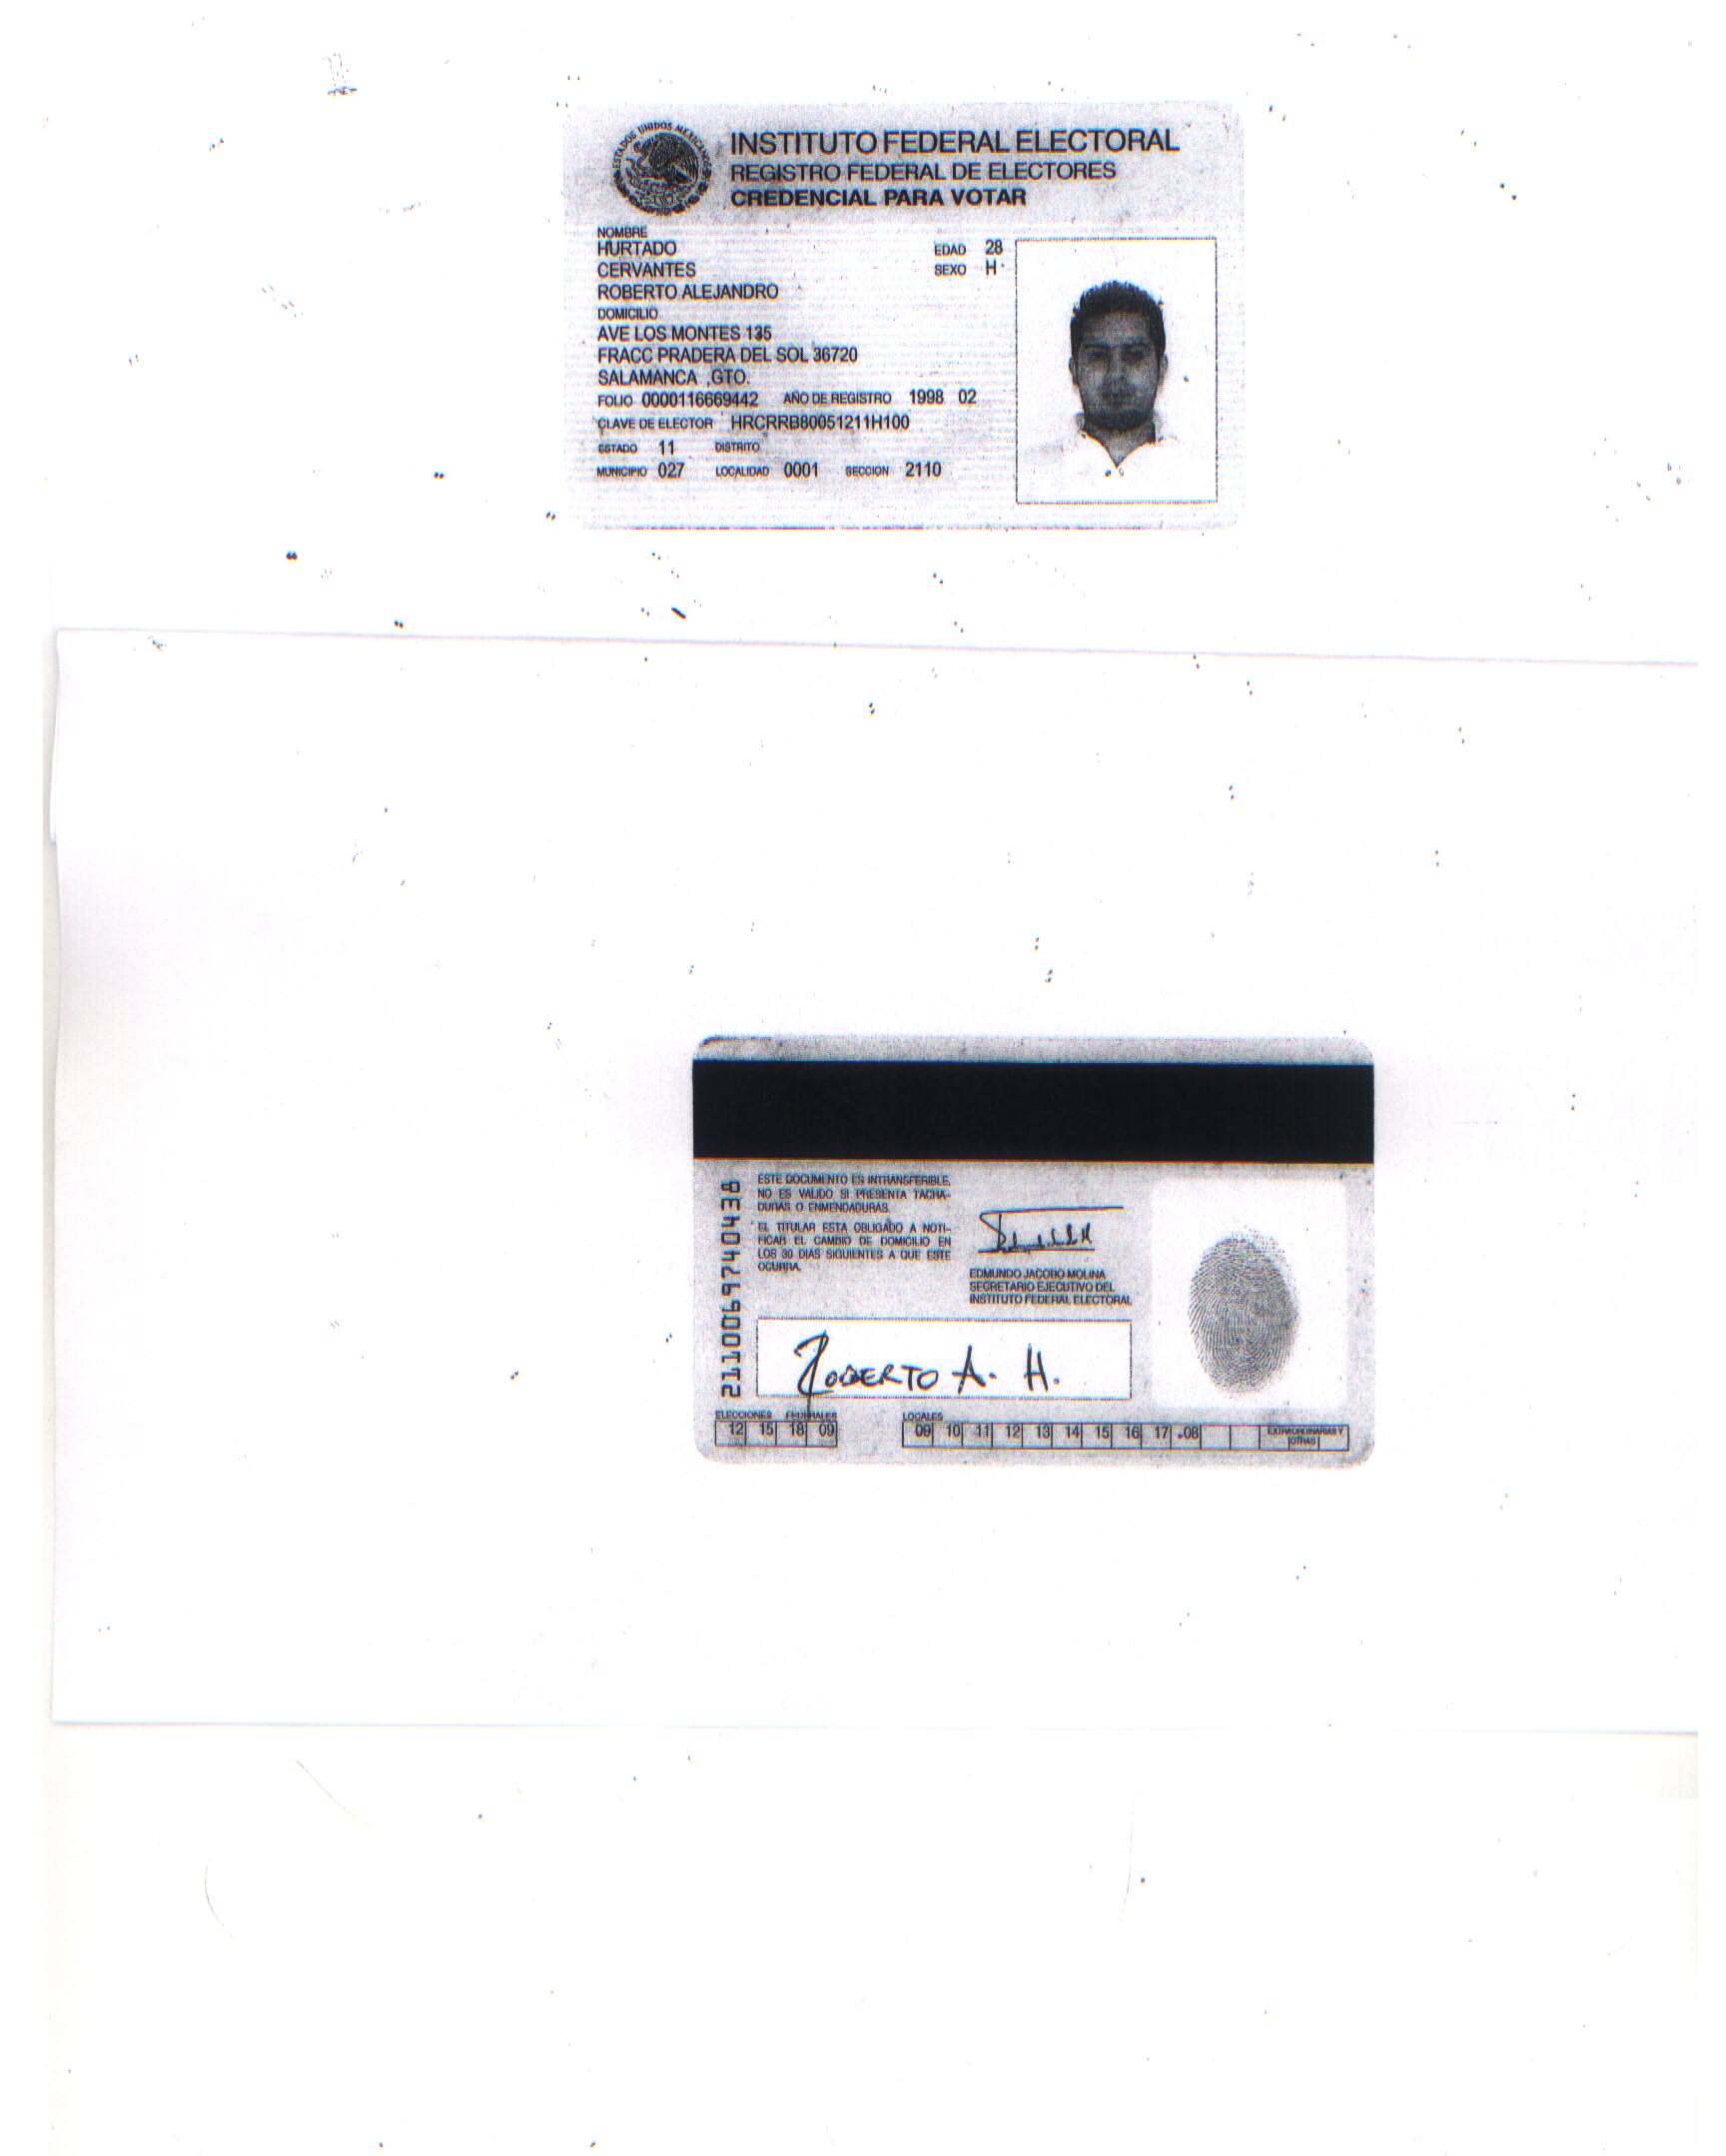 ESTADOS UNIDOS MEXICANOS
INSTITUTO FEDERAL ELECTORAL
REGISTRO FEDERAL DE ELECTORES
CREDENCIAL PARA VOTAR
NOMBRE
HURTADO
CERVANTES
ROBERTO ALEJANDRO
EDAD 28
SEXO H
DOMICILIO
AVE LOS MONTES 135
FRACC PRADERA DEL SOL 36720
SALAMANCA ,GTO.
FOLIO 0000116669442 AÑO DE REGISTRO 1998 02
CLAVE DE ELECTOR HRCRRB80051211H100
ESTADO 11 DISTRITO
MUNICIPIO 027 LOCALIDAD 0001 SECCION 2110
2110069740438
ESTE DOCUMENTO ES INTRANSFERIBLE,
NO ES VALIDO SI PRESENTA TACHA-
DURAS O ENMENDADURAS.
EL TITULAR ESTA OBLIGADO A NOTI-
FICAR EL CAMBIO DE DOMICILIO EN
LOS 30 DIAS SIGUIENTES A QUE ESTE
OCURRA.
EDMUNDO JACOBO MOLINA
SECRETARIO EJECUTIVO DEL
INSTITUTO FEDERAL ELECTORAL
ROBERTO A. H.
ELECCIONES FEDERALES
12 15 18 09
LOCALES
09 10 11 12 13 14 15 16 17 08
EXTRAORDINARIAS Y
OTRAS